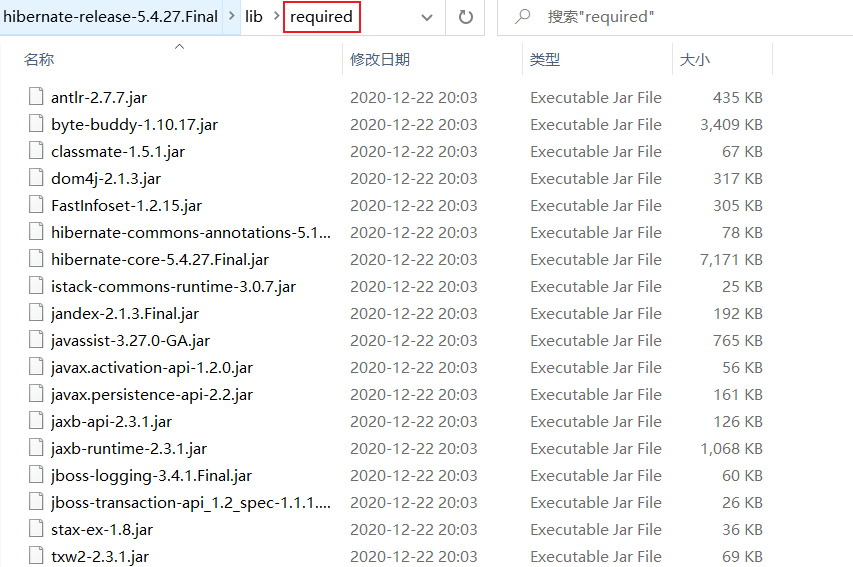 hibernate-release-5.4.27.Final > lib > required 搜索"required"
名称 修改日期 类型 大小
antlr-2.7.7.jar 2020-12-22 20:03 Executable Jar File 435 KB
byte-buddy-1.10.17.jar 2020-12-22 20:03 Executable Jar File 3,409 KB
classmate-1.5.1.jar 2020-12-22 20:03 Executable Jar File 67 KB
dom4j-2.1.3.jar 2020-12-22 20:03 Executable Jar File 317 KB
FastInfoset-1.2.15.jar 2020-12-22 20:03 Executable Jar File 305 KB
hibernate-commons-annotations-5.1... 2020-12-22 20:03 Executable Jar File 78 KB
hibernate-core-5.4.27.Final.jar 2020-12-22 20:03 Executable Jar File 7,171 KB
istack-commons-runtime-3.0.7.jar 2020-12-22 20:03 Executable Jar File 25 KB
jandex-2.1.3.Final.jar 2020-12-22 20:03 Executable Jar File 192 KB
javassist-3.27.0-GA.jar 2020-12-22 20:03 Executable Jar File 765 KB
javax.activation-api-1.2.0.jar 2020-12-22 20:03 Executable Jar File 56 KB
javax.persistence-api-2.2.jar 2020-12-22 20:03 Executable Jar File 161 KB
jaxb-api-2.3.1.jar 2020-12-22 20:03 Executable Jar File 126 KB
jaxb-runtime-2.3.1.jar 2020-12-22 20:03 Executable Jar File 1,068 KB
jboss-logging-3.4.1.Final.jar 2020-12-22 20:03 Executable Jar File 60 KB
jboss-transaction-api_1.2_spec-1.1.1.... 2020-12-22 20:03 Executable Jar File 26 KB
stax-ex-1.8.jar 2020-12-22 20:03 Executable Jar File 36 KB
txw2-2.3.1.jar 2020-12-22 20:03 Executable Jar File 69 KB